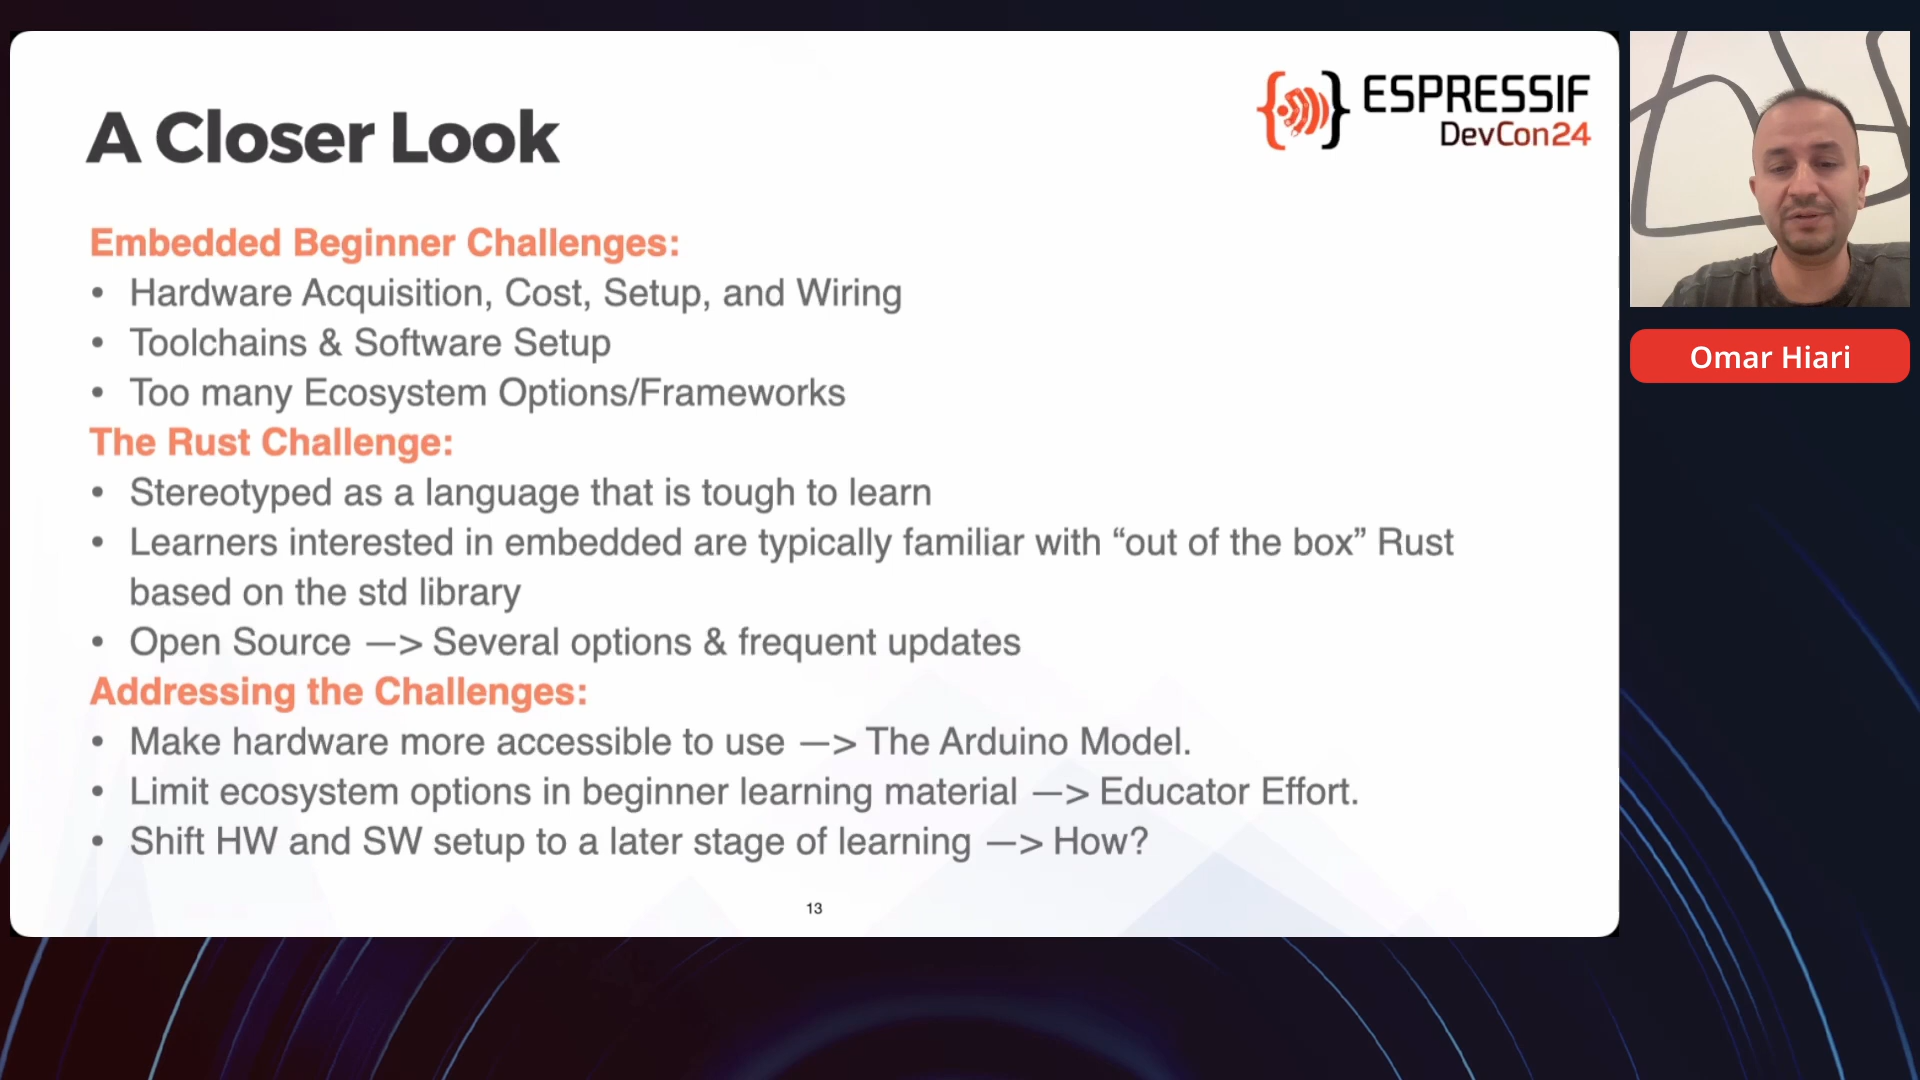 A Closer Look
ESPRESSIF
DevCon24
Embedded Beginner Challenges:
• Hardware Acquisition, Cost, Setup, and Wiring
• Toolchains & Software Setup
• Too many Ecosystem Options/Frameworks
The Rust Challenge:
• Stereotyped as a language that is tough to learn
• Learners interested in embedded are typically familiar with “out of the box” Rust
based on the std library
• Open Source —> Several options & frequent updates
Addressing the Challenges:
• Make hardware more accessible to use —> The Arduino Model.
• Limit ecosystem options in beginner learning material —> Educator Effort.
• Shift HW and SW setup to a later stage of learning —> How?
13
Omar Hiari